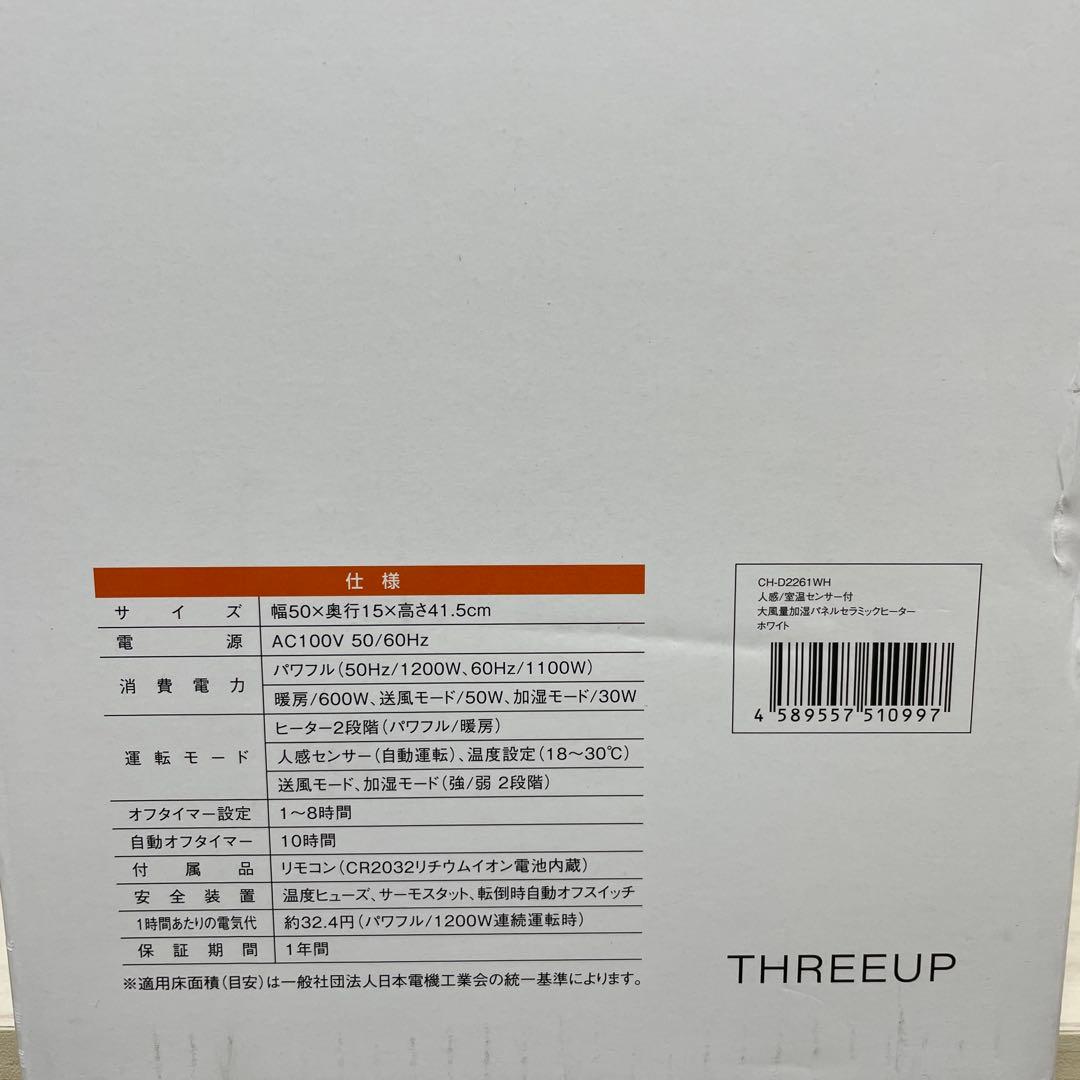 仕様
サイズ 幅50×奥行15×高さ41.5cm
電源 AC100V 50/60Hz
消費電力 パワフル(50Hz/1200W、60Hz/1100W)
暖房/600W、送風モード/50W、加湿モード/30W
運転モード ヒーター2段階(パワフル/暖房)
人感センサー(自動運転)、温度設定(18～30℃)
送風モード、加湿モード(強/弱 2段階)
オフタイマー設定 1～8時間
自動オフタイマー 10時間
付属品 リモコン(CR2032リチウムイオン電池内蔵)
安全装置 温度ヒューズ、サーモスタット、転倒時自動オフスイッチ
1時間あたりの電気代 約32.4円(パワフル/1200W連続運転時)
保証期間 1年間
※適用床面積(目安)は一般社団法人日本電機工業会の統一基準によります。
CH-D2261WH
人感/室温センサー付
大風量加湿パネルセラミックヒーター
ホワイト
4 589557 510997
THREEUP